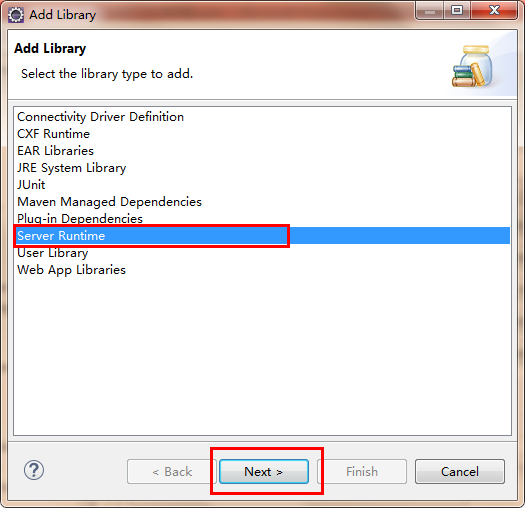 Add Library
Add Library
Select the library type to add.
Connectivity Driver Definition
CXF Runtime
EAR Libraries
JRE System Library
JUnit
Maven Managed Dependencies
Plug-in Dependencies
Server Runtime
User Library
Web App Libraries
?
< Back
Next >
Finish
Cancel